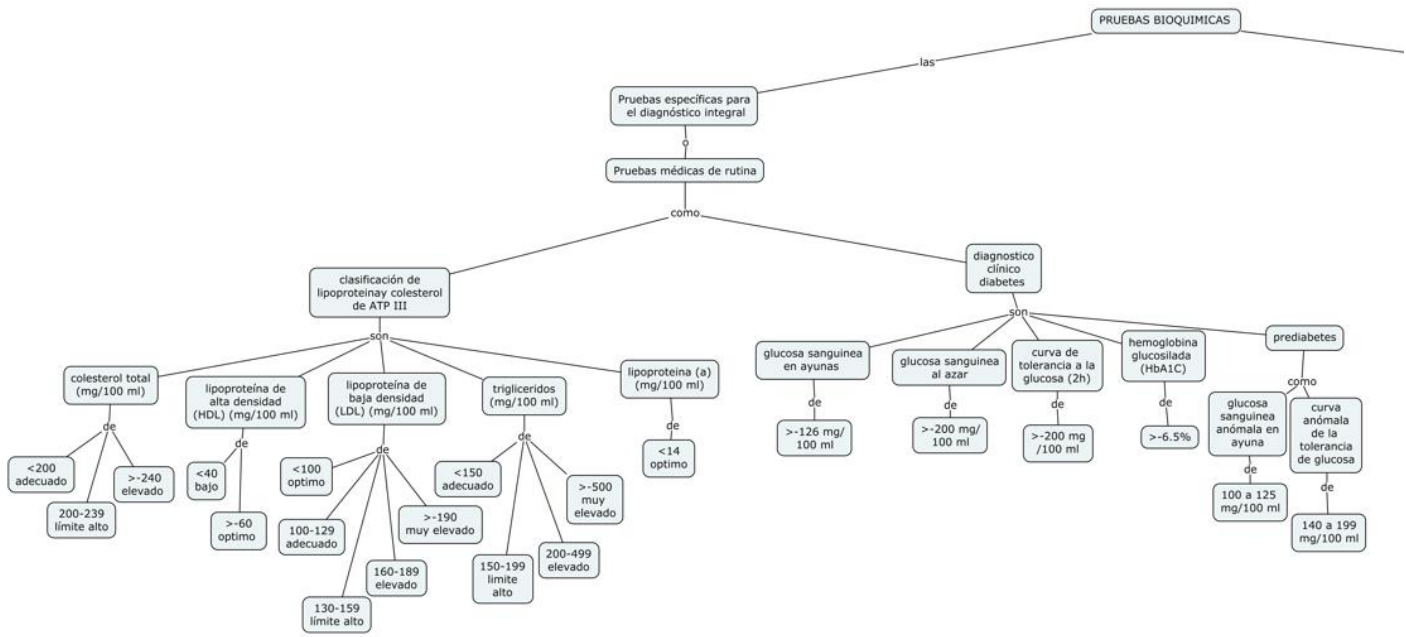 PRUEBAS BIOQUIMICAS
las
Pruebas específicas para
el diagnóstico integral
o
Pruebas médicas de rutina
como
clasificación de
lipoproteinay colesterol
de ATP III
son
colesterol total
(mg/100 ml)
de
<200
adecuado
200-239
límite alto
>-240
elevado
lipoproteína de
alta densidad
(HDL) (mg/100 ml)
de
<40
bajo
>-60
optimo
lipoproteína de
baja densidad
(LDL) (mg/100 ml)
de
<100
optimo
100-129
adecuado
130-159
límite alto
160-189
elevado
>-190
muy elevado
trigliceridos
(mg/100 ml)
de
<150
adecuado
150-199
limite
alto
200-499
elevado
>-500
muy
elevado
lipoproteina (a)
(mg/100 ml)
de
<14
optimo
diagnostico
clínico
diabetes
son
glucosa sanguinea
en ayunas
de
>-126 mg/
100 ml
glucosa sanguinea
al azar
de
>-200 mg/
100 ml
curva de
tolerancia a la
glucosa (2h)
de
>-200 mg
/100 ml
hemoglobina
glucosilada
(HbA1C)
de
>-6.5%
prediabetes
como
glucosa
sanguinea
anómala en
ayuna
de
100 a 125
mg/100 ml
curva
anómala
de la
tolerancia
de glucosa
de
140 a 199
mg/100 ml